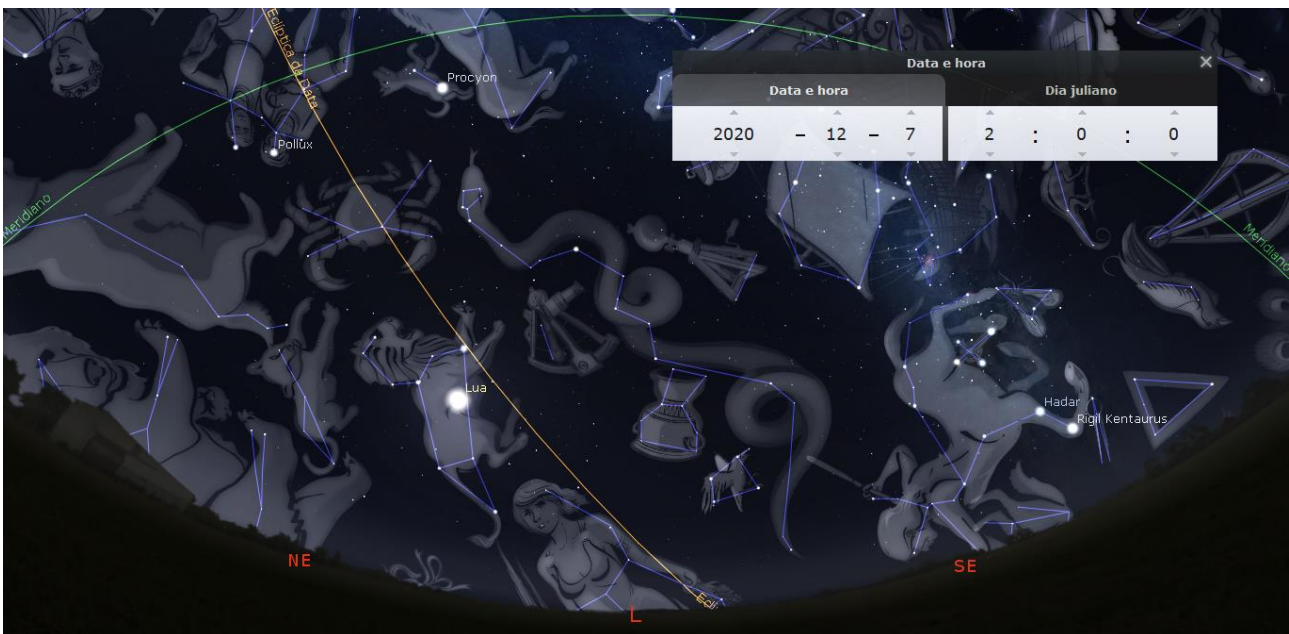 Eclíptica da Data
Data e hora
×
Data e hora
Dia juliano
2020 – 12 – 7
2 : 0 : 0
Procyon
Pollux
Meridiano
Meridiano
Lua
Hadar
Rigil Kentaurus
NE
SE
L
Eclí